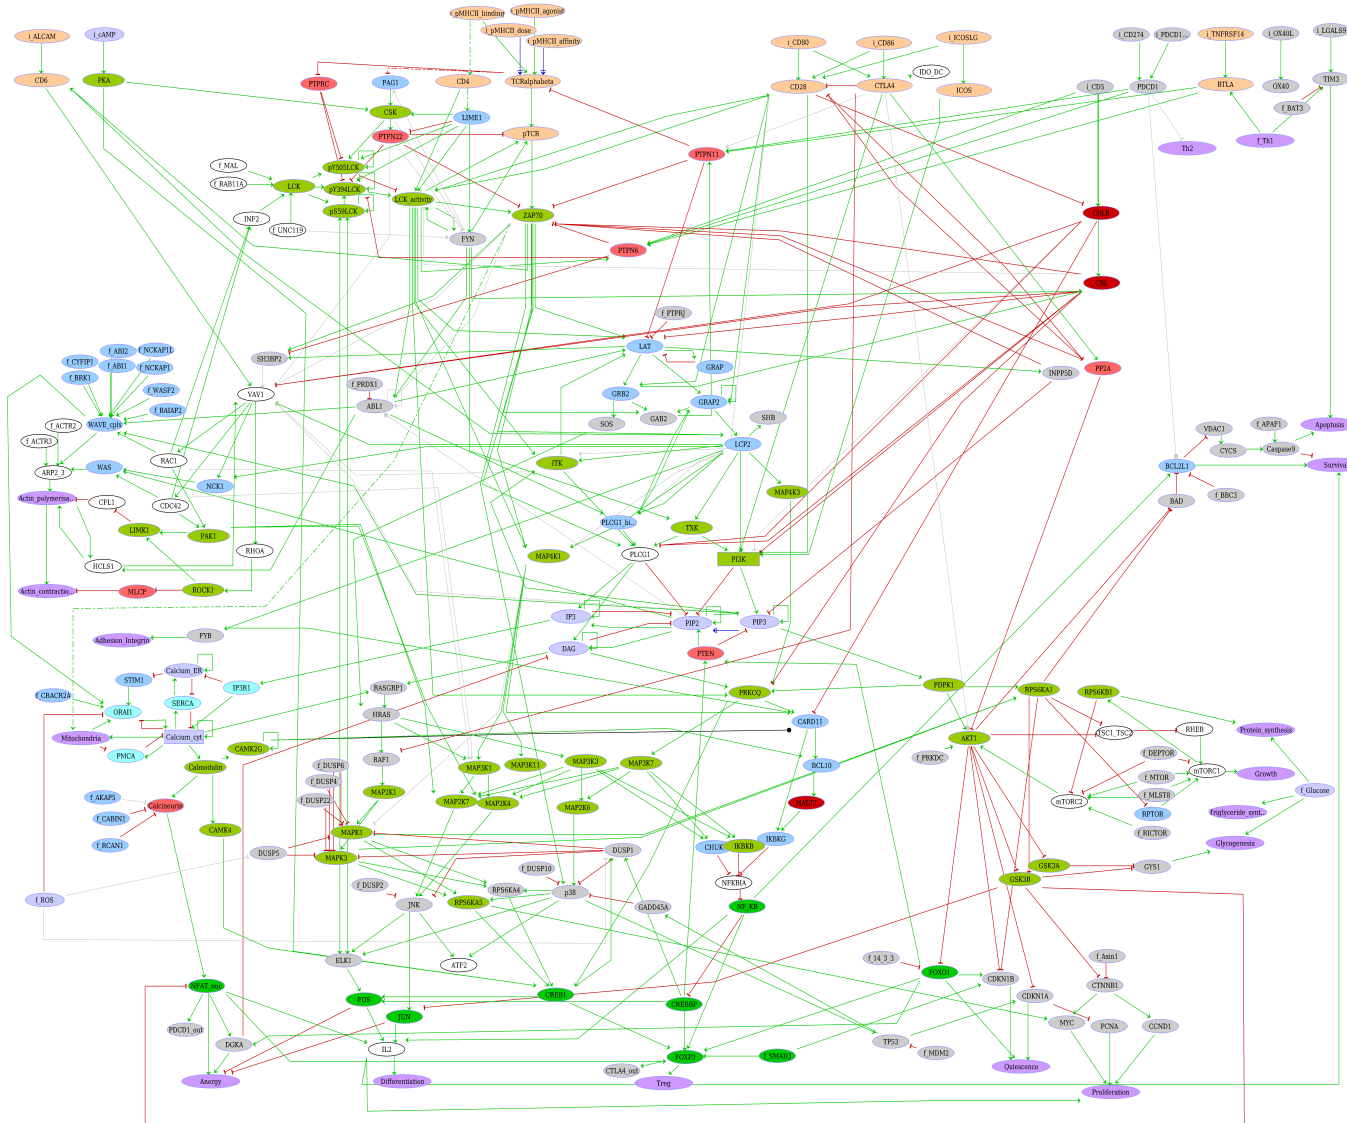 i_pMHCII_binding
i_pMHCII_agonist
i_pMHCII_dose
i_pMHCII_affinity
i_ALCAM
i_cAMP
i_CD80
i_CD86
i_ICOSLG
i_CD274
i_PDCD1...
i_TNFRSF14
i_OX40L
i_LGALS9
CD6
PKA
PTPRC
PAG1
CD4
TCRalphabeta
CD28
CTLA4
IDO_DC
ICOS
i_CD5
PDCD1
BTLA
OX40
TIM3
f_BAT3
CSK
LIME1
PTPN22
pTCR
PTPN11
Th2
f_Th1
f_MAL
f_RAB11A
LCK
pY505LCK
pY394LCK
pS59LCK
LCK_activity
ZAP70
INF2
f_UNC119
FYN
PTPN6
CBLB
CBL
f_PTPRJ
LAT
SH3BP2
GRAP
INPP5D
PP2A
f_CYFIP1
f_ABI2
f_NCKAP1L
f_BRK1
f_ABI1
f_NCKAP1
f_WASF2
f_BAIAP2
WAVE_cplx
f_ACTR2
f_ACTR3
VAV1
f_PRDX1
ABL1
GRB2
GRAP2
SOS
GAB2
SHB
LCP2
ITK
MAP4K3
VDAC1
f_APAF1
Apoptosis
CYCS
Caspase9
BCL2L1
Surviva
BAD
f_BBC3
RAC1
ARP2_3
WAS
NCK1
Actin_polymerisa...
CFL1
CDC42
LIMK1
PAK1
RHOA
HCLS1
PLCG1_bi...
TXK
MAP4K1
PLCG1
PI3K
Actin_contractio...
MLCP
ROCK1
IP3
PIP2
PIP3
Adhesion_Integrin
FYB
DAG
PTEN
Calcium_ER
STIM1
IP3R1
f_CRACR2A
SERCA
ORAI1
RASGRP1
PRKCQ
PDPK1
RPS6KA1
RPS6KB1
HRAS
CARD11
Mitochondria
Calcium_cyt
PMCA
CAMK2G
AKT1
TSC1_TSC2
RHEB
Protein_synthesis
f_PRKDC
f_DEPTOR
Calmodulin
f_DUSP6
RAF1
MAP3K1
MAP3K11
MAP3K3
MAP3K7
BCL10
mTORC1
Growth
f_MTOR
f_AKAP5
Calcineurin
f_DUSP4
f_DUSP22
MAP2K1
MAP2K7
MAP2K4
MAP2K6
MALT1
mTORC2
f_MLST8
f_Glucose
RPTOR
Triglyceride_synt...
f_CABIN1
CAMK4
MAPK1
f_RICTOR
f_RCAN1
DUSP5
MAPK3
DUSP1
CHUK
IKBKB
IKBKG
Glycogenesis
GSK3A
GYS1
GSK3B
f_ROS
f_DUSP2
f_DUSP10
RPS6KA4
p38
NFKBIA
JNK
RPS6KA5
GADD45A
NF_KB
ELK1
ATF2
f_14_3_3
FOXO1
CDKN1B
f_Axin1
CTNNB1
NFAT_nuc
FOS
CREB1
CREBBP
CDKN1A
JUN
PDCD1_out
DGKA
IL2
MYC
PCNA
CCND1
TP53
f_MDM2
FOXP3
f_SMAD3
CTLA4_out
Quiescence
Anergy
Differentiation
Treg
Proliferation